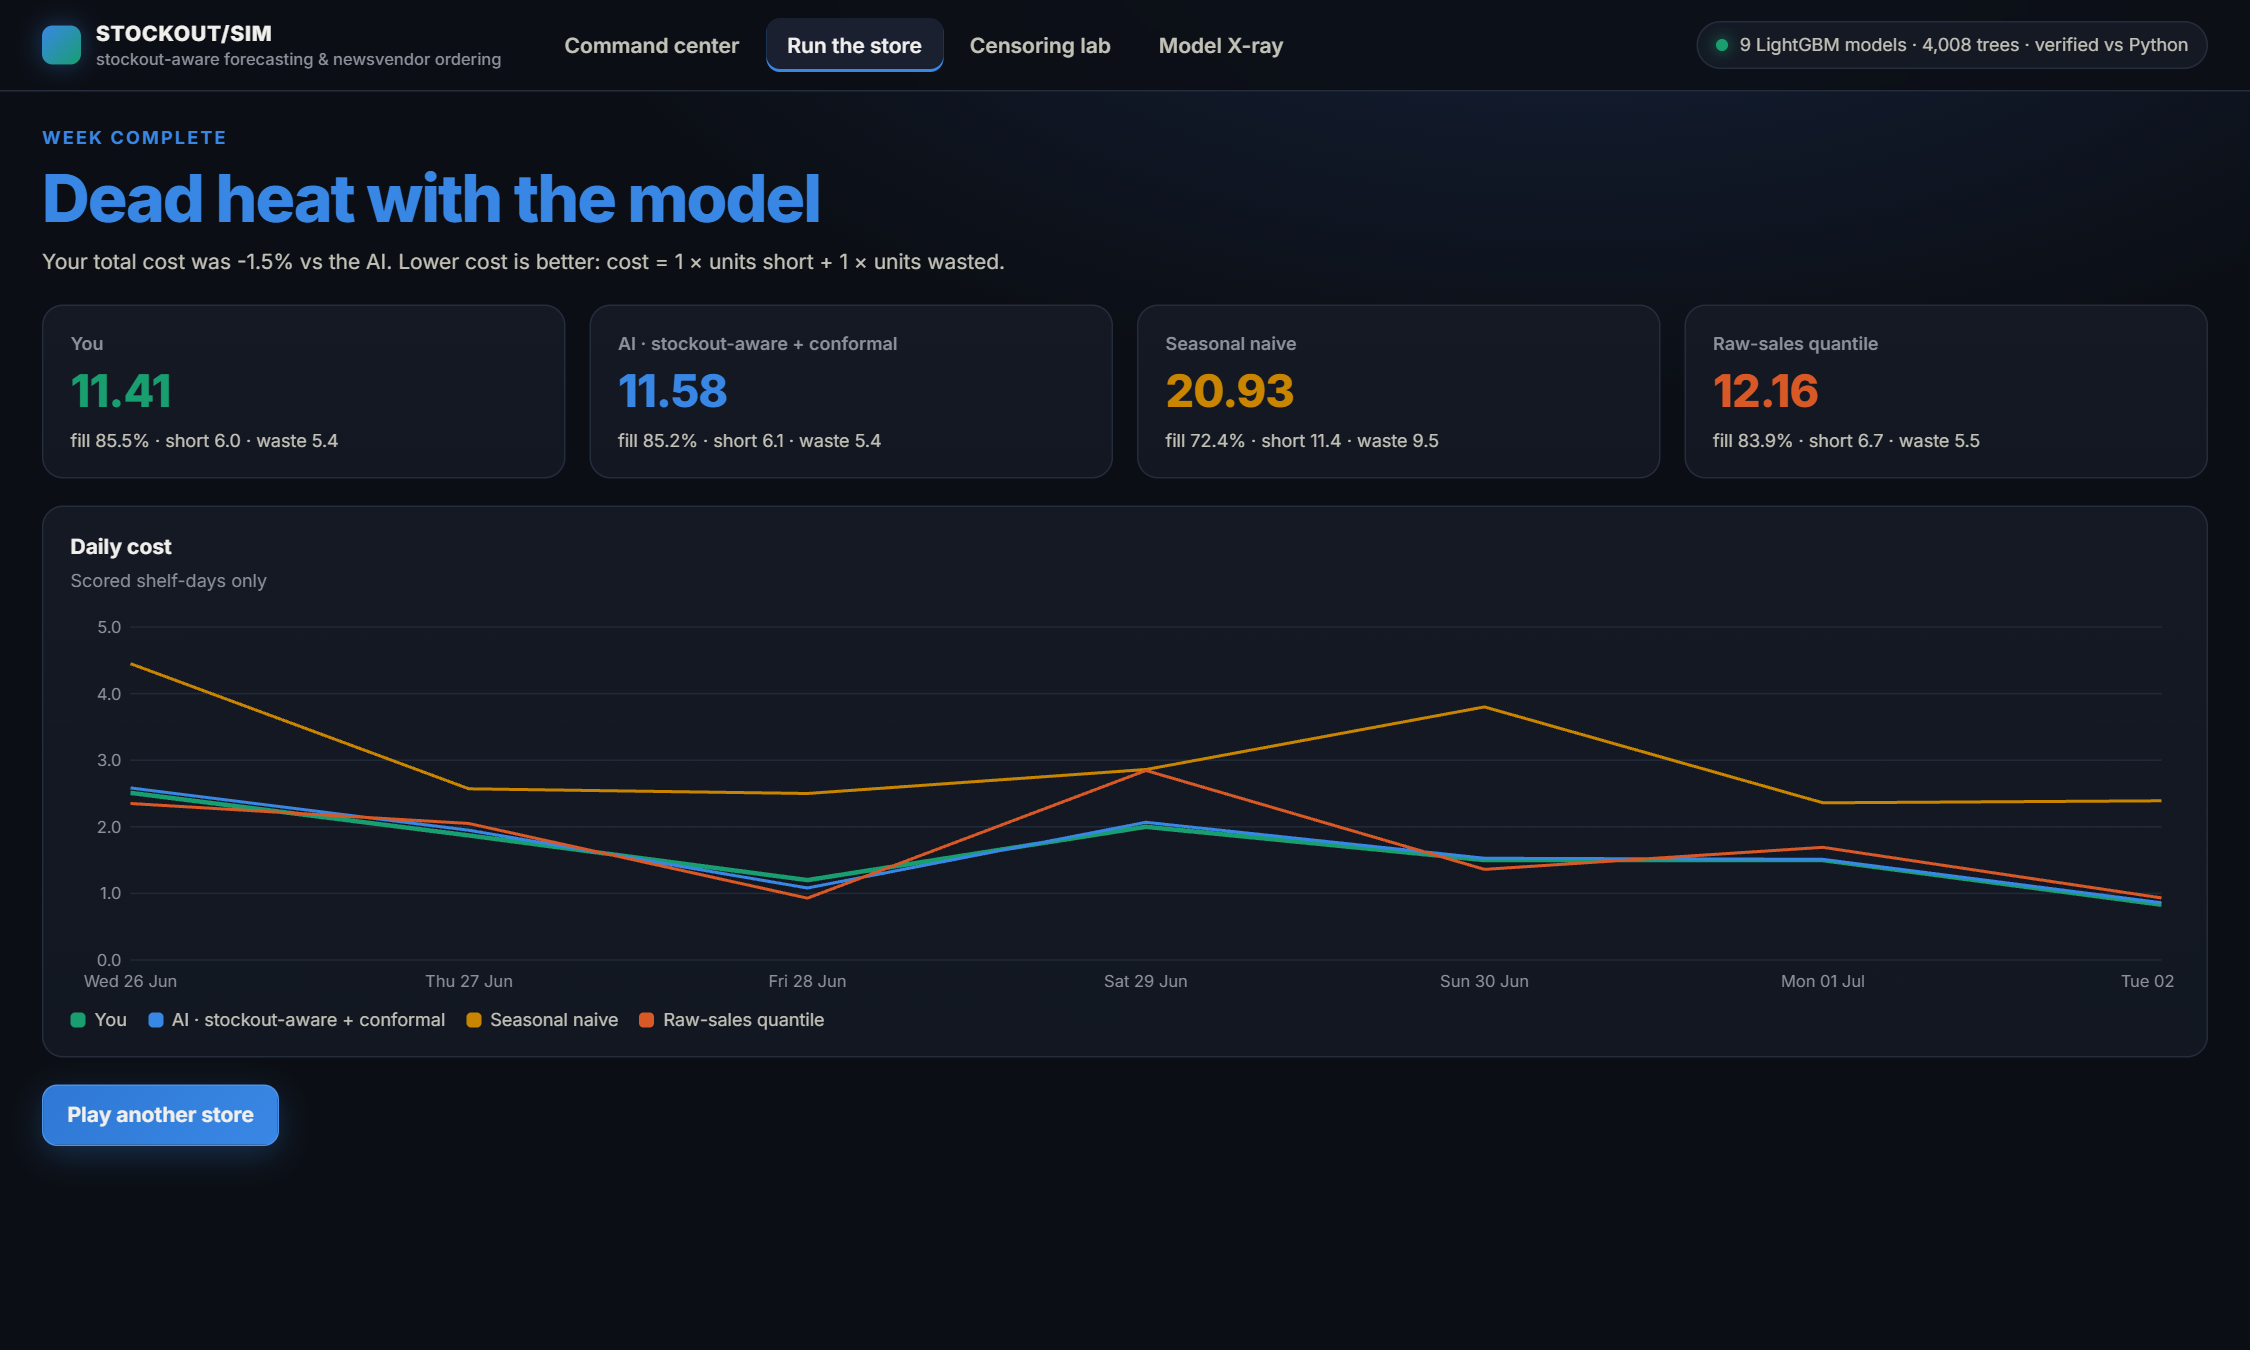 STOCKOUT/SIM
stockout-aware forecasting & newsvendor ordering
Command center
Run the store
Censoring lab
Model X-ray
9 LightGBM models · 4,008 trees · verified vs Python
WEEK COMPLETE
Dead heat with the model
Your total cost was -1.5% vs the AI. Lower cost is better: cost = 1 × units short + 1 × units wasted.
You
11.41
fill 85.5% · short 6.0 · waste 5.4
AI · stockout-aware + conformal
11.58
fill 85.2% · short 6.1 · waste 5.4
Seasonal naive
20.93
fill 72.4% · short 11.4 · waste 9.5
Raw-sales quantile
12.16
fill 83.9% · short 6.7 · waste 5.5
Daily cost
Scored shelf-days only
5.0
4.0
3.0
2.0
1.0
0.0
Wed 26 Jun
Thu 27 Jun
Fri 28 Jun
Sat 29 Jun
Sun 30 Jun
Mon 01 Jul
Tue 02
You
AI · stockout-aware + conformal
Seasonal naive
Raw-sales quantile
Play another store